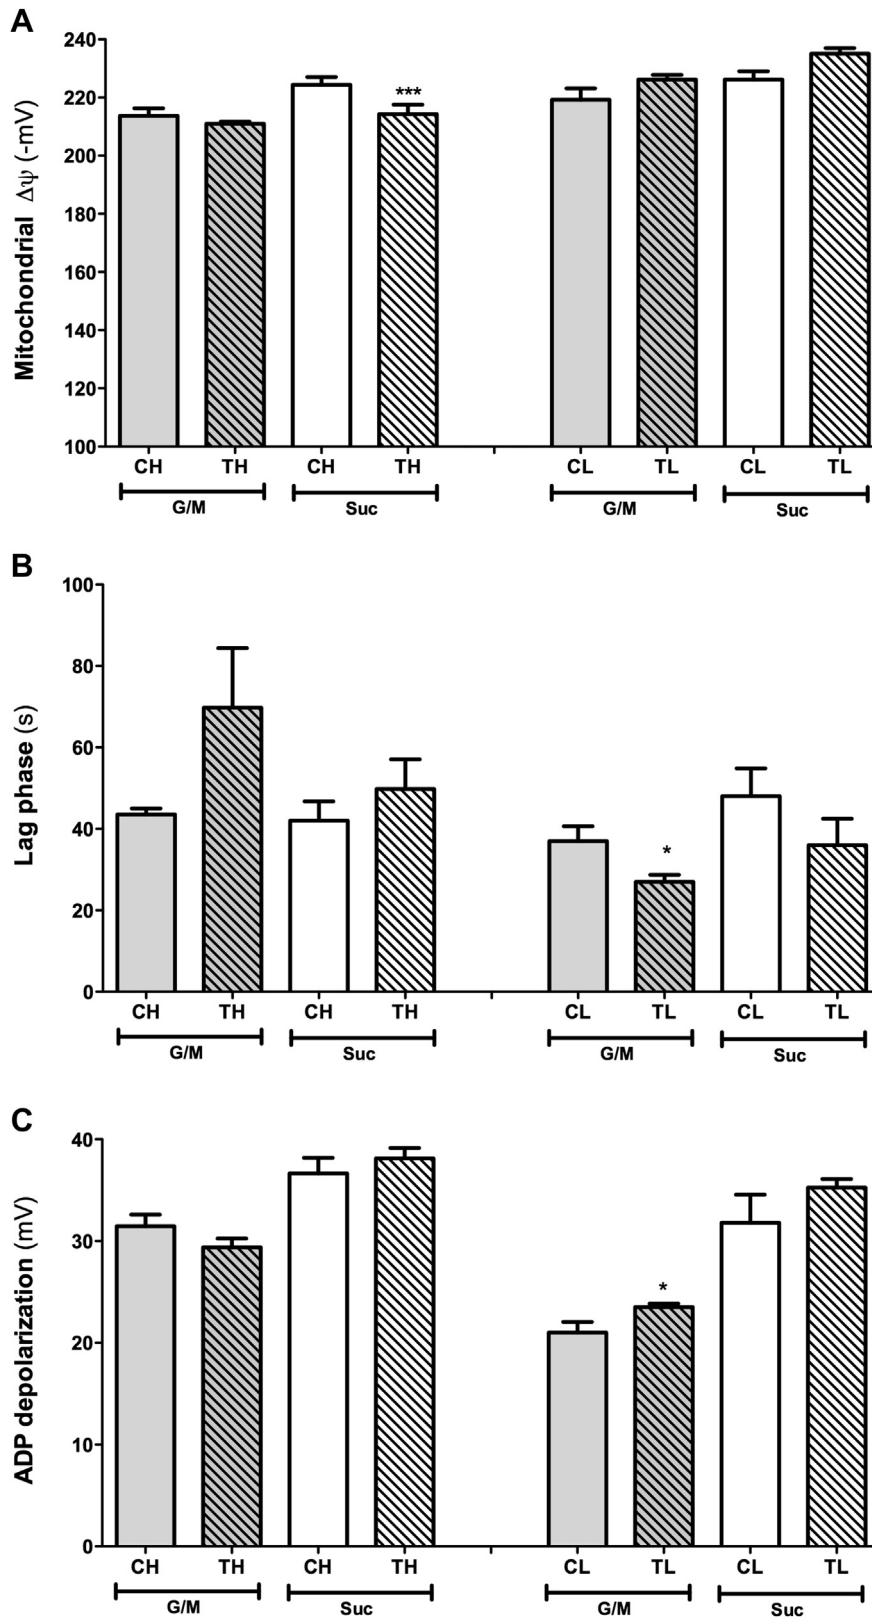 A
Mitochondrial Δψ (-mV)
240
220
200
180
160
140
120
100
***
CH TH CH TH CL TL CL TL
G/M Suc G/M Suc
B
Lag phase (s)
100
80
60
40
20
0
*
CH TH CH TH CL TL CL TL
G/M Suc G/M Suc
C
ADP depolarization (mV)
40
30
20
10
0
*
CH TH CH TH CL TL CL TL
G/M Suc G/M Suc